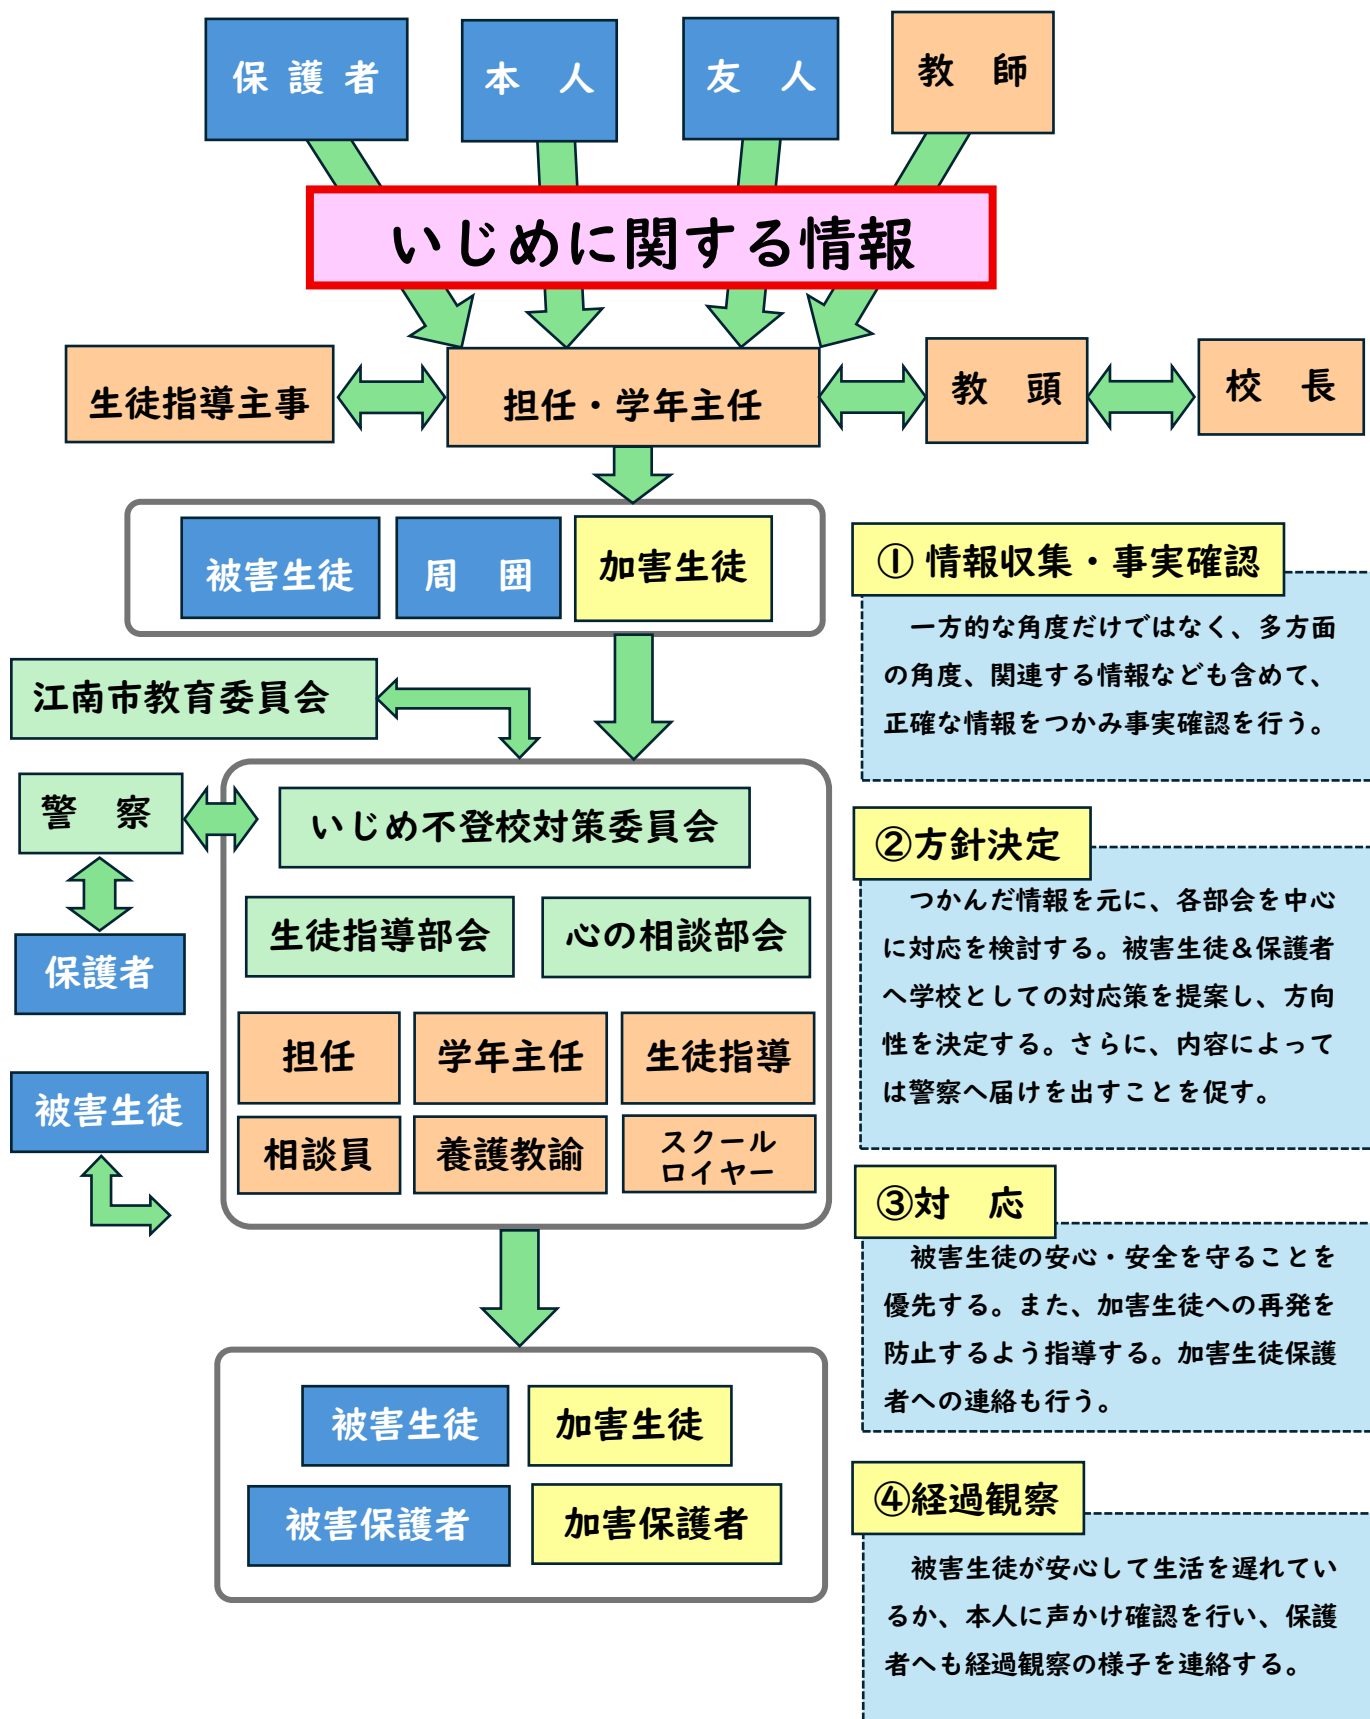 保 護 者
本　人
友　人
教　師
いじめに関する情報
生徒指導主事
担任・学年主任
教　頭
校　長
被害生徒
周　囲
加害生徒
① 情報収集・事実確認
一方的な角度だけではなく、多方面
の角度、関連する情報なども含めて、
正確な情報をつかみ事実確認を行う。
江南市教育委員会
警　察
いじめ不登校対策委員会
生徒指導部会
心の相談部会
保護者
担任
学年主任
生徒指導
被害生徒
相談員
養護教諭
スクール
ロイヤー
②方針決定
つかんだ情報を元に、各部会を中心
に対応を検討する。被害生徒&保護者
へ学校としての対応策を提案し、方向
性を決定する。さらに、内容によって
は警察へ届けを出すことを促す。
③対　応
被害生徒の安心・安全を守ることを
優先する。また、加害生徒への再発を
防止するよう指導する。加害生徒保護
者への連絡も行う。
被害生徒
加害生徒
被害保護者
加害保護者
④経過観察
被害生徒が安心して生活を遅れてい
るか、本人に声かけ確認を行い、保護
者へも経過観察の様子を連絡する。